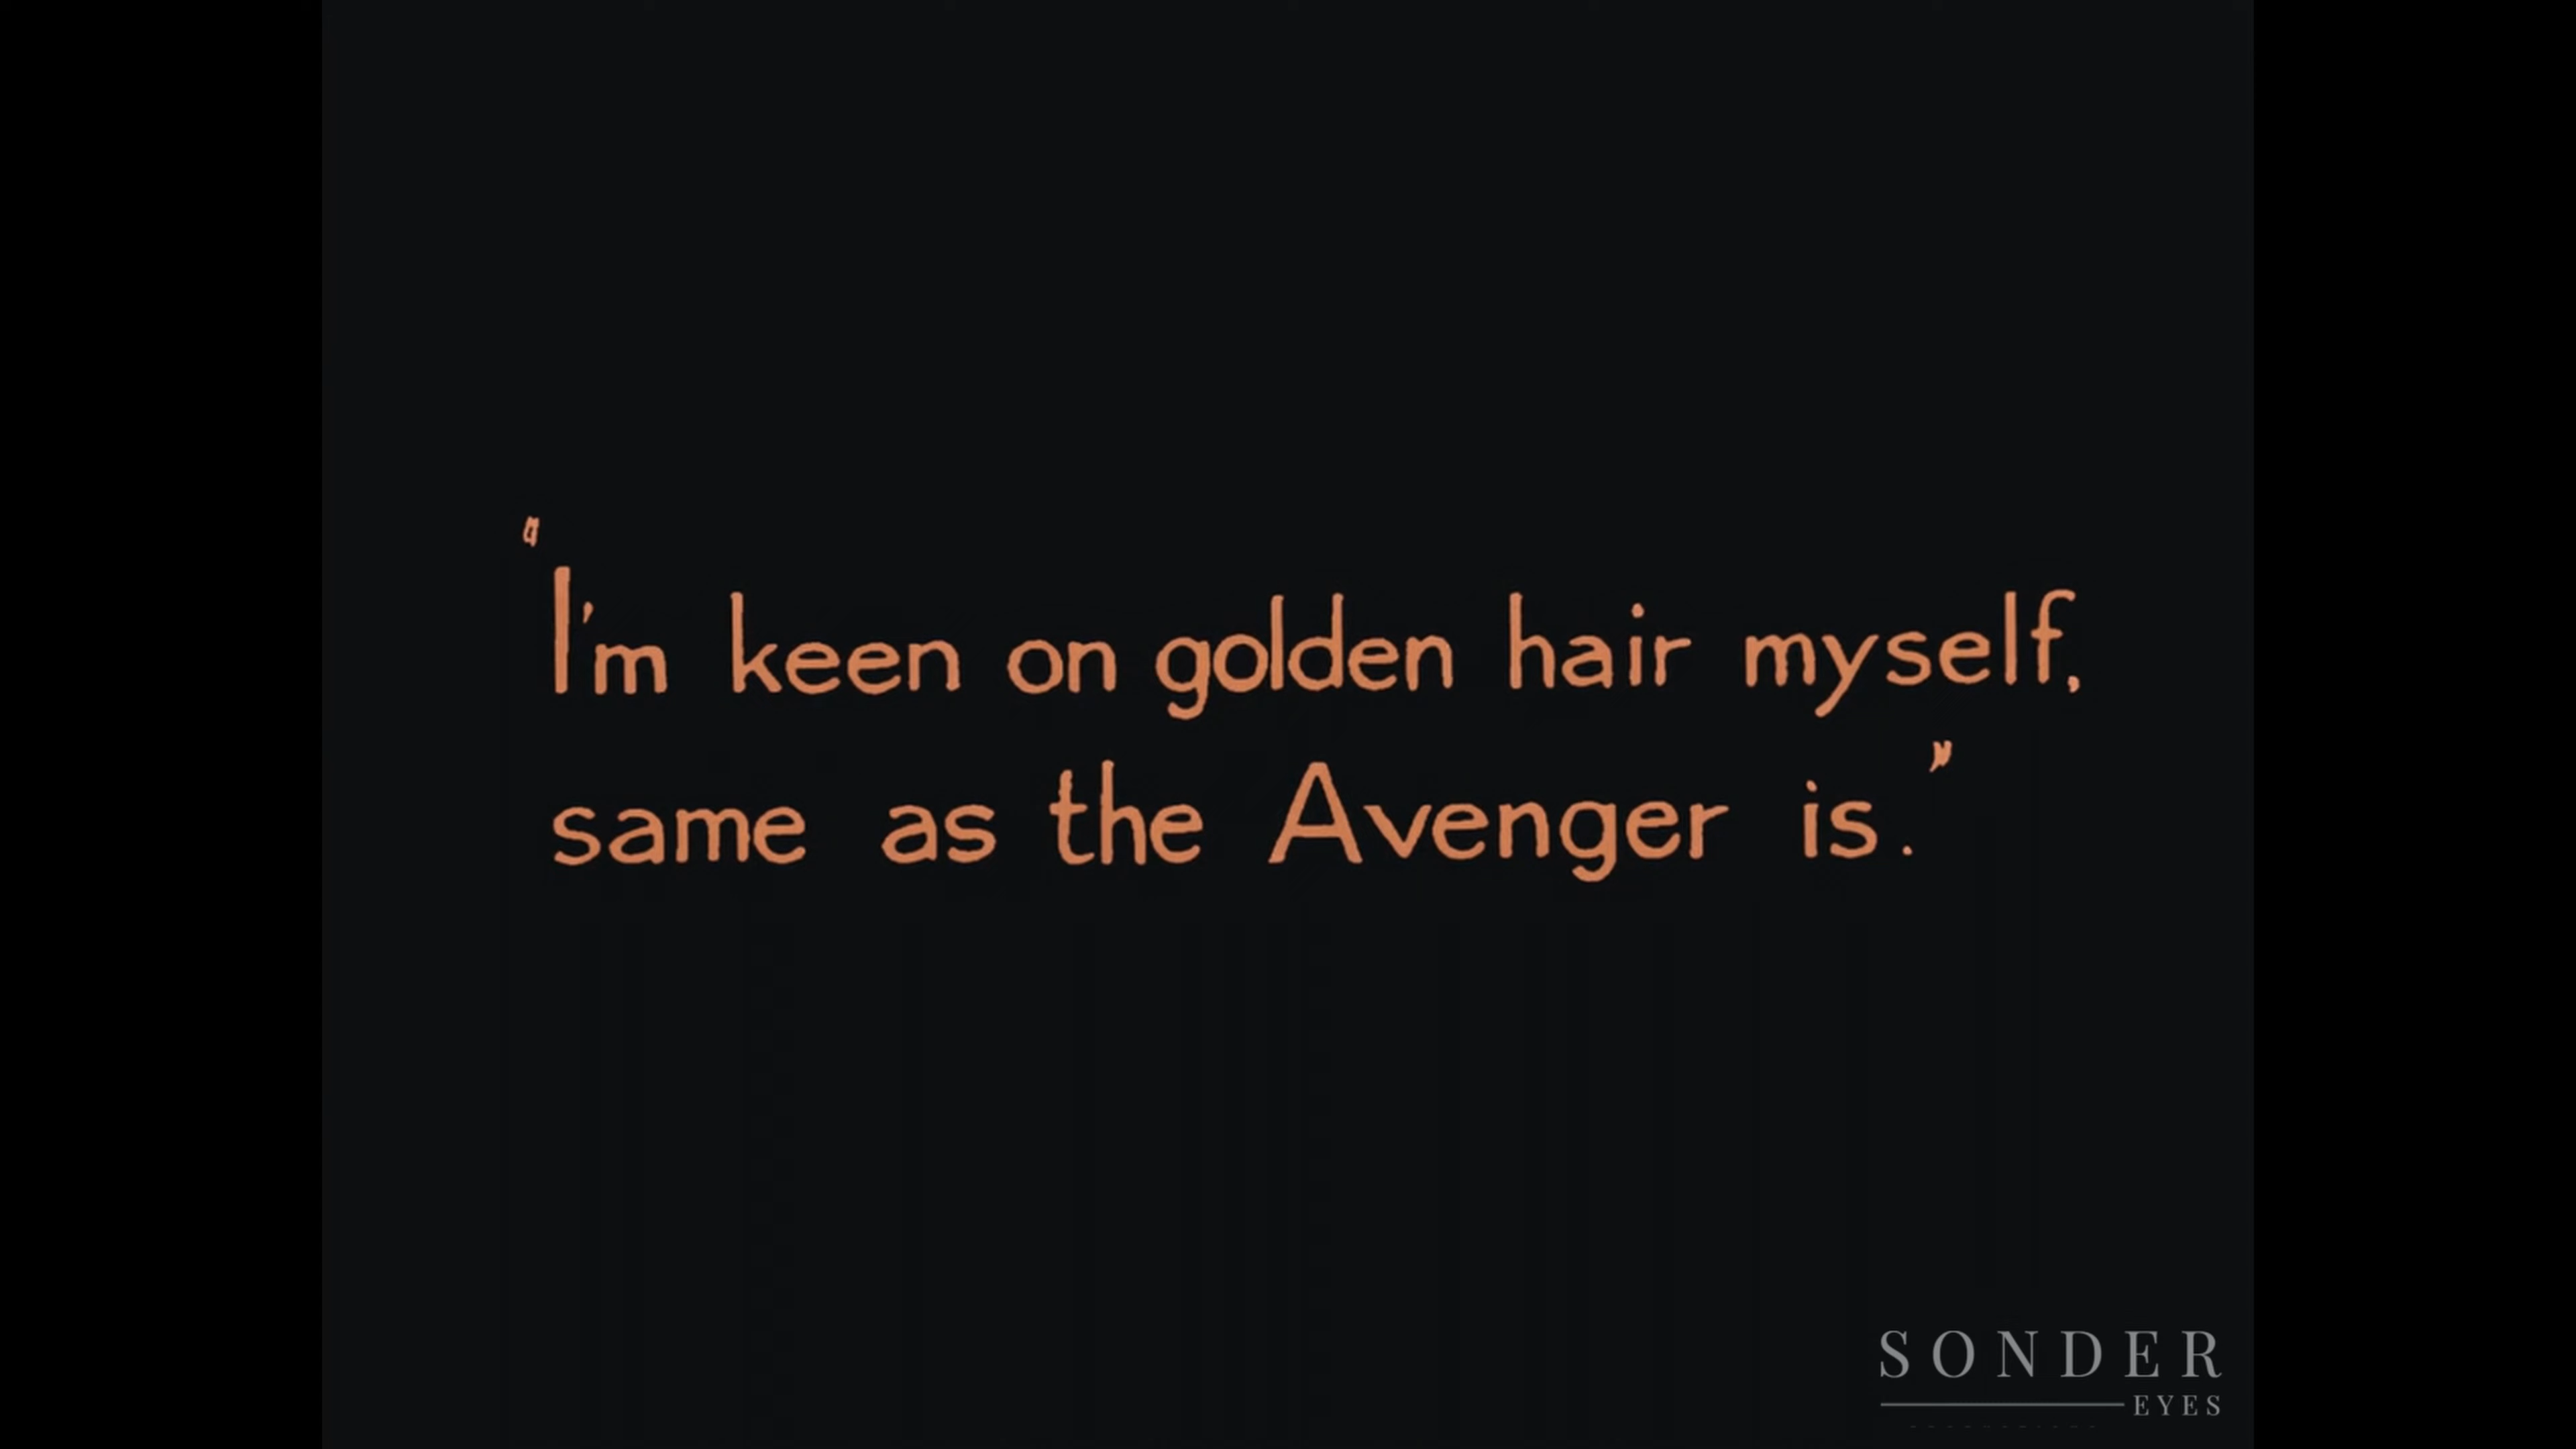 "I'm keen on golden hair myself,
same as the Avenger is."
SONDER
EYES